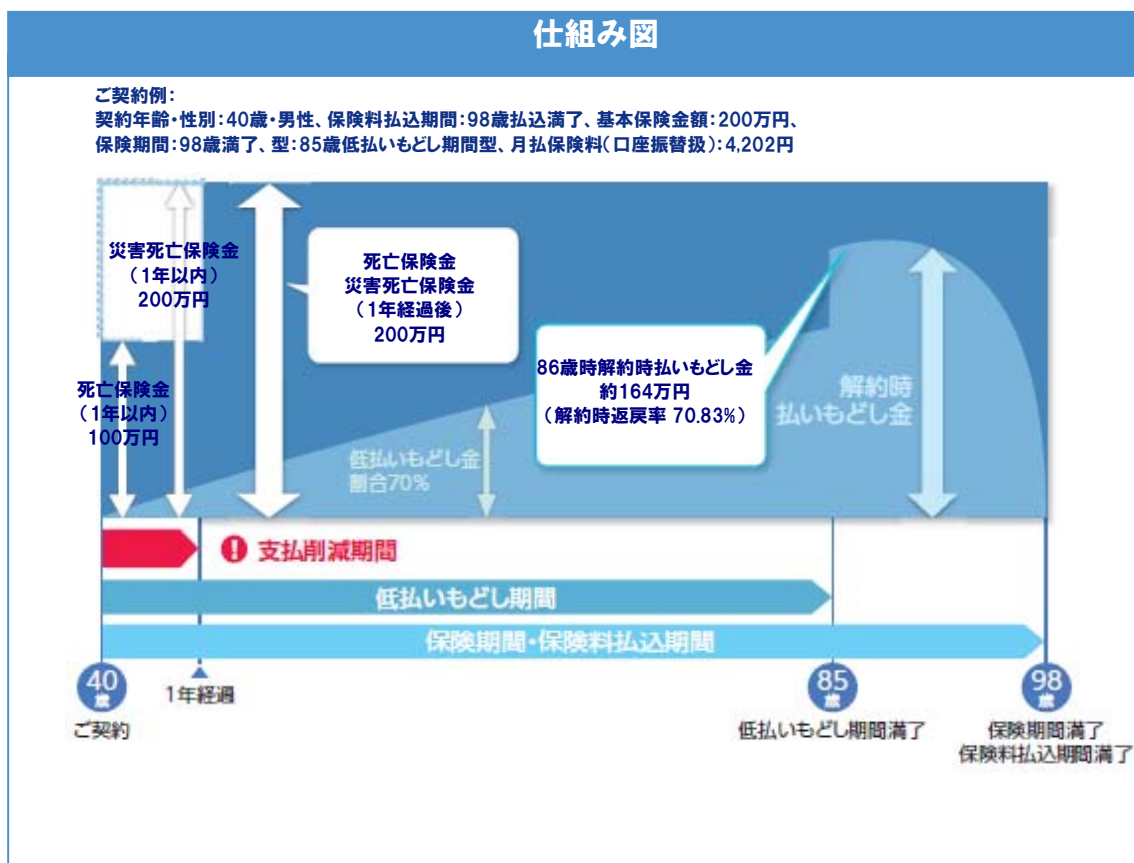 仕組み図
ご契約例：
契約年齢・性別：40歳・男性、保険料払込期間：98歳払込満了、基本保険金額：200万円、
保険期間：98歳満了、型：85歳低払いもどし期間型、月払保険料（口座振替扱）：4,202円
災害死亡保険金
（1年以内）
200万円
死亡保険金
災害死亡保険金
（1年経過後）
200万円
死亡保険金
（1年以内）
100万円
86歳時解約時払いもどし金
約164万円
（解約時返戻率 70.83%）
解約時
払いもどし金
低払いもどし金
割合70%
! 支払削減期間
低払いもどし期間
保険期間・保険料払込期間
40歳
ご契約
1年経過
85歳
低払いもどし期間満了
98歳
保険期間満了
保険料払込期間満了